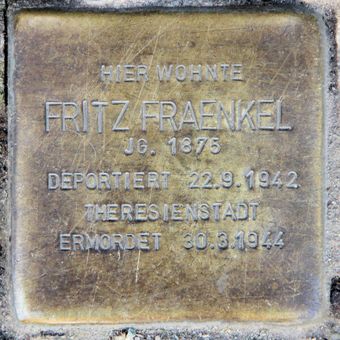 HIER WOHNTE
FRITZ FRAENKEL
JG. 1875
DEPORTIERT 22.9.1942
THERESIENSTADT
ERMORDET 30.3.1944